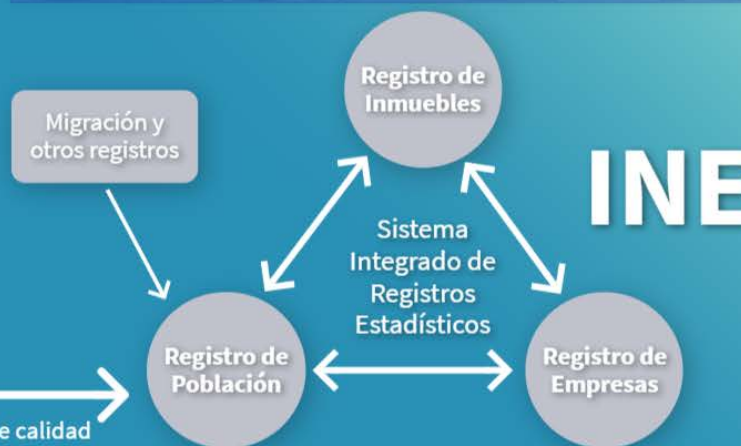 Registro de
Inmuebles
Migración y
otros registros
INE
Sistema
Integrado de
Registros
Estadísticos
Registro de
Población
Registro de
Empresas
e calidad